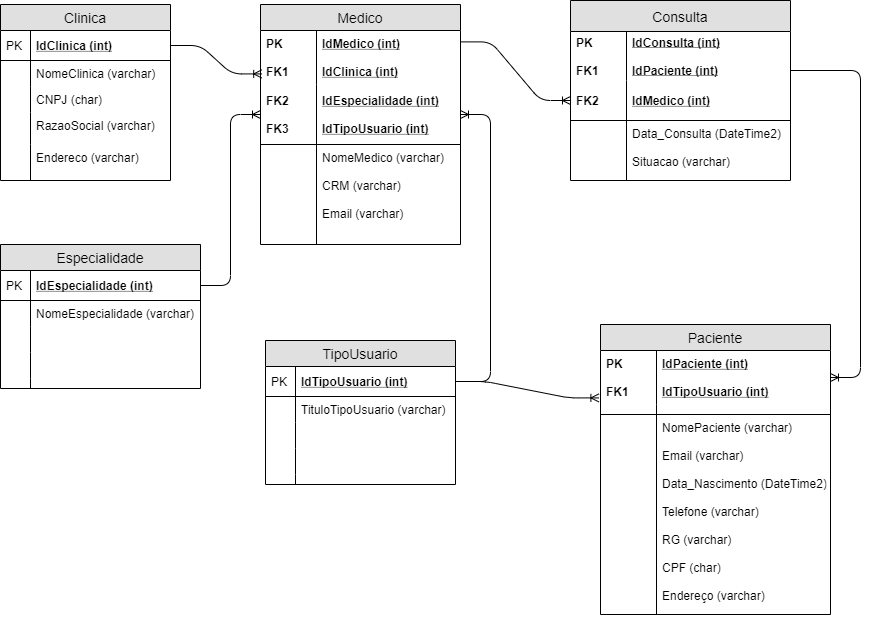 Clinica
PK IdClinica (int)
NomeClinica (varchar)
CNPJ (char)
RazaoSocial (varchar)
Endereco (varchar)
Medico
PK IdMedico (int)
FK1 IdClinica (int)
FK2 IdEspecialidade (int)
FK3 IdTipoUsuario (int)
NomeMedico (varchar)
CRM (varchar)
Email (varchar)
Consulta
PK IdConsulta (int)
FK1 IdPaciente (int)
FK2 IdMedico (int)
Data_Consulta (DateTime2)
Situacao (varchar)
Especialidade
PK IdEspecialidade (int)
NomeEspecialidade (varchar)
TipoUsuario
PK IdTipoUsuario (int)
TituloTipoUsuario (varchar)
Paciente
PK IdPaciente (int)
FK1 IdTipoUsuario (int)
NomePaciente (varchar)
Email (varchar)
Data_Nascimento (DateTime2)
Telefone (varchar)
RG (varchar)
CPF (char)
Endereço (varchar)